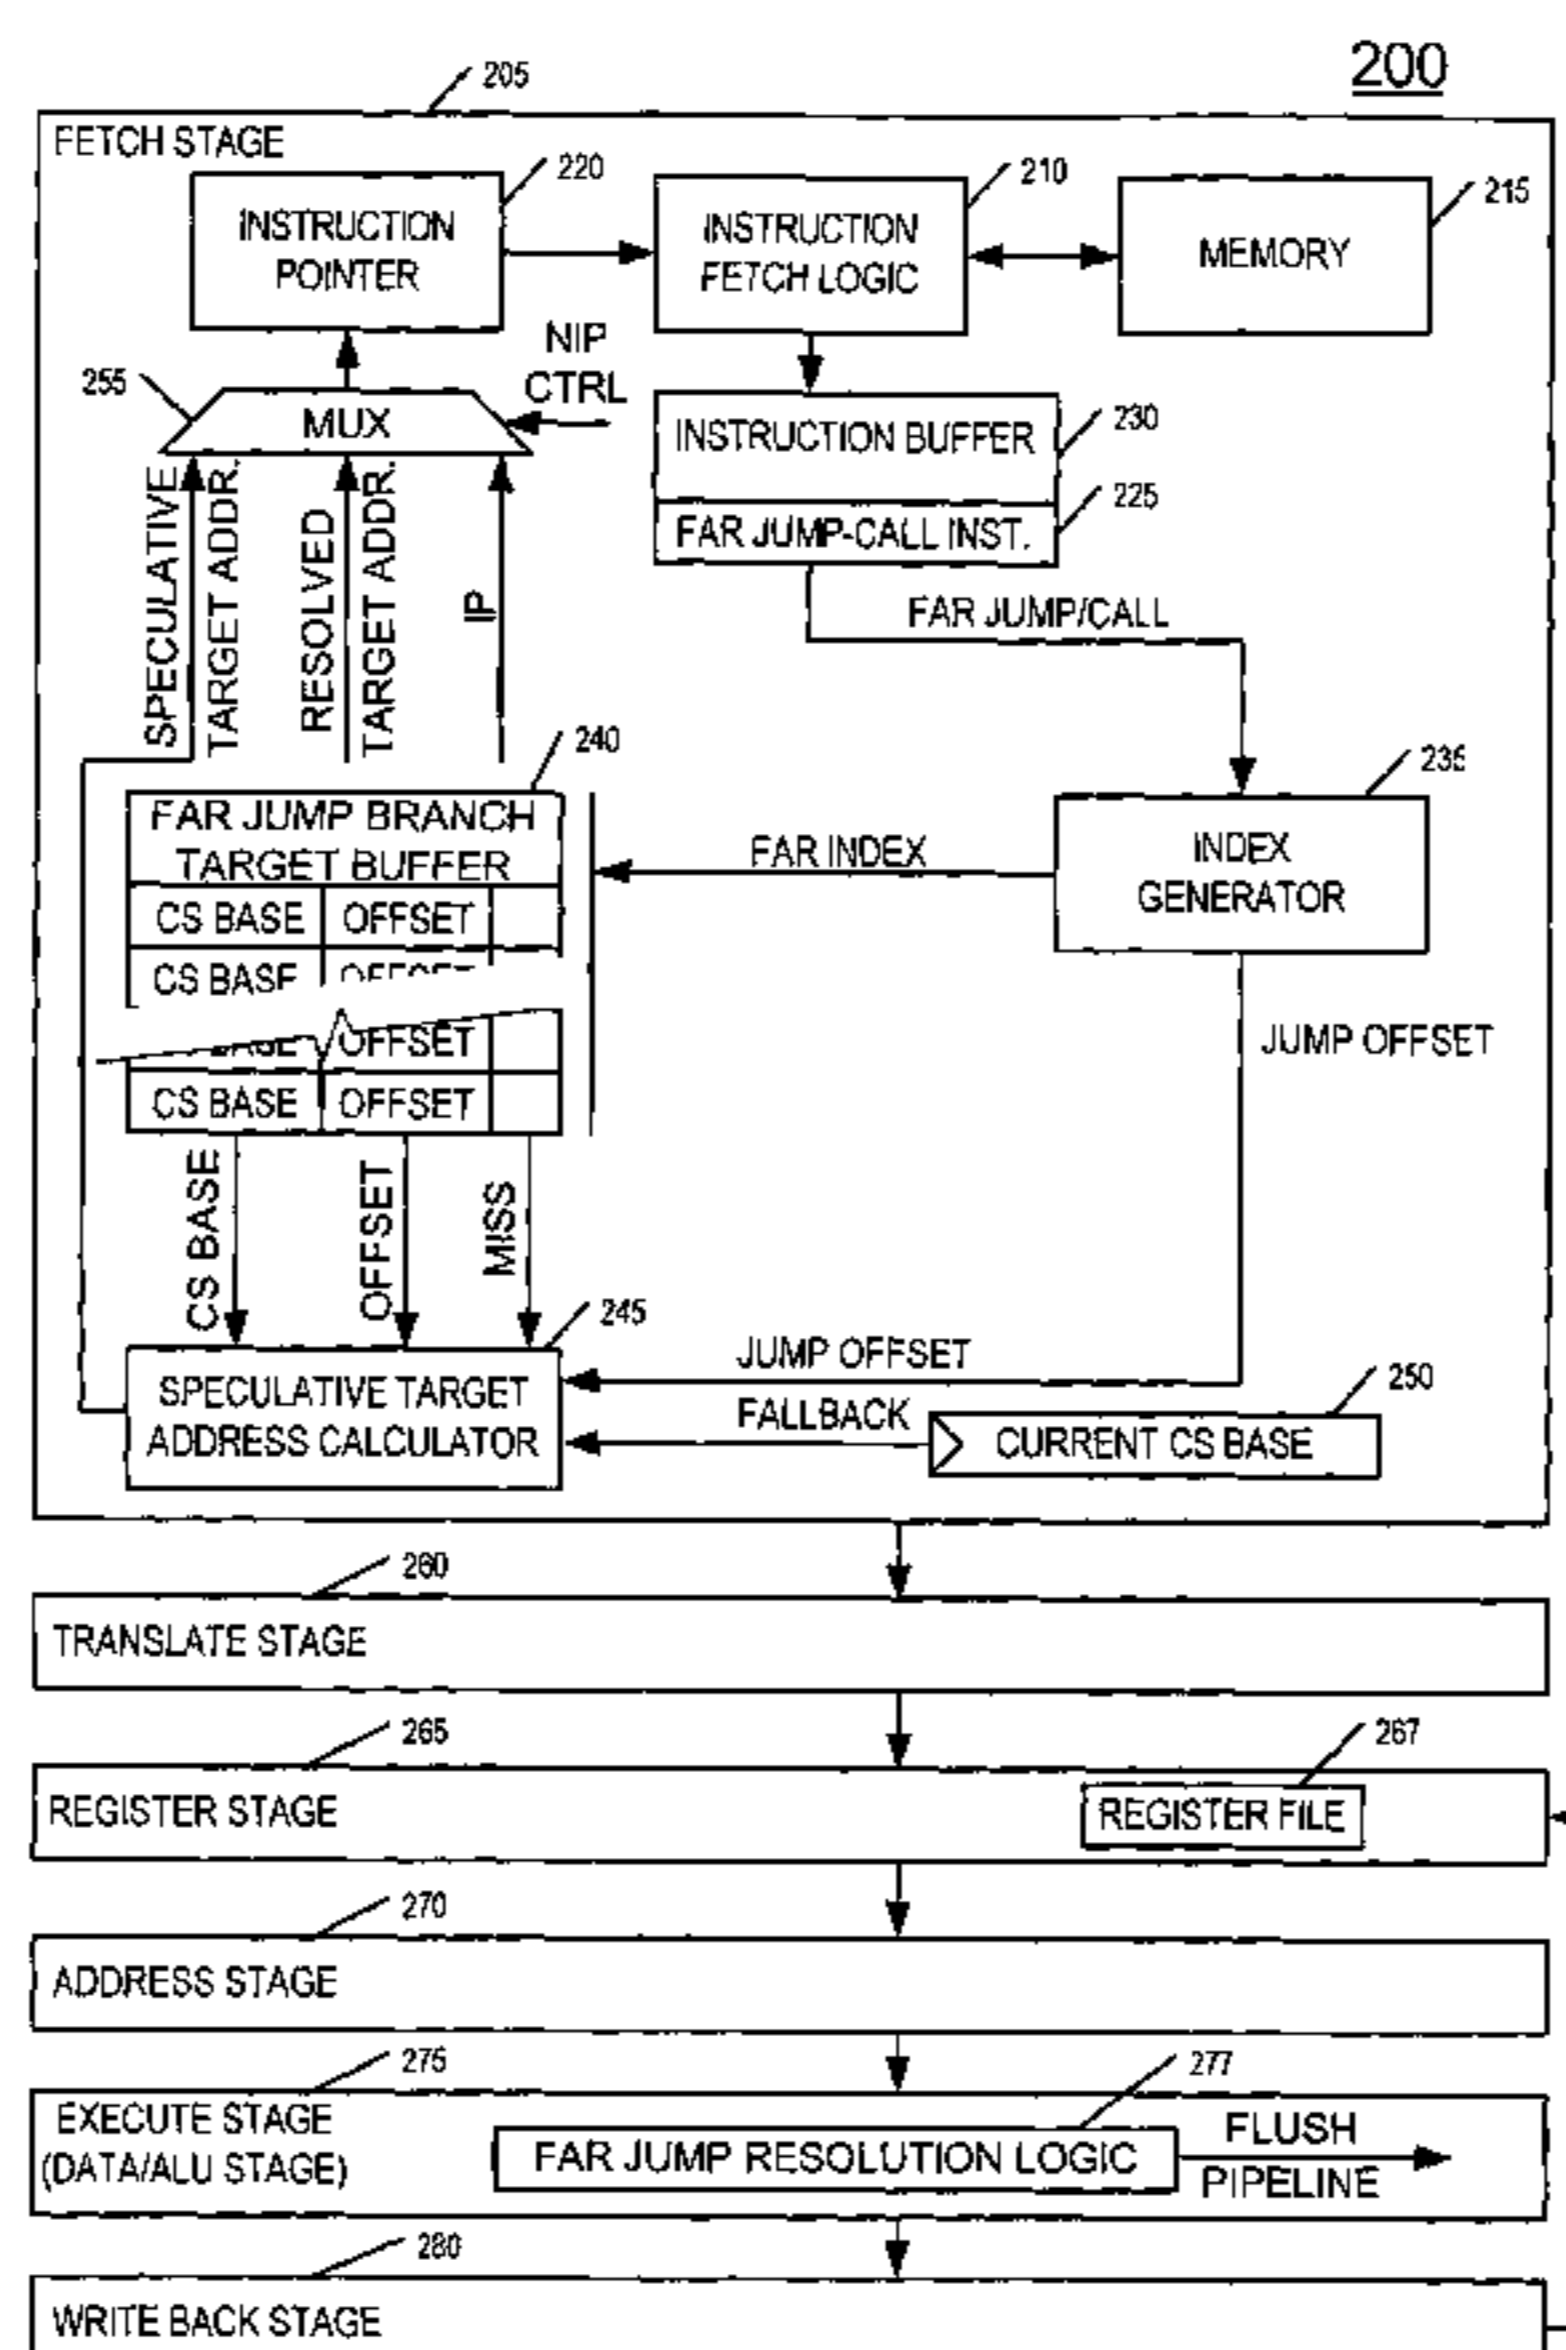 200
205
FETCH STAGE
220
INSTRUCTION
POINTER
210
INSTRUCTION
FETCH LOGIC
215
MEMORY
NIP
CTRL
255
MUX
230
INSTRUCTION BUFFER
225
FAR JUMP-CALL INST.
SPECULATIVE
TARGET ADDR.
RESOLVED
TARGET ADDR.
IP
FAR JUMP/CALL
240
FAR JUMP BRANCH
TARGET BUFFER
CS BASE OFFSET
CS BASE OFFSET
BASE OFFSET
CS BASE OFFSET
FAR INDEX
235
INDEX
GENERATOR
JUMP OFFSET
CS BASE
OFFSET
MISS
245
SPECULATIVE TARGET
ADDRESS CALCULATOR
JUMP OFFSET
FALLBACK
250
CURRENT CS BASE
260
TRANSLATE STAGE
265
REGISTER STAGE
267
REGISTER FILE
270
ADDRESS STAGE
275
EXECUTE STAGE
(DATA/ALU STAGE)
277
FAR JUMP RESOLUTION LOGIC
FLUSH
PIPELINE
280
WRITE BACK STAGE